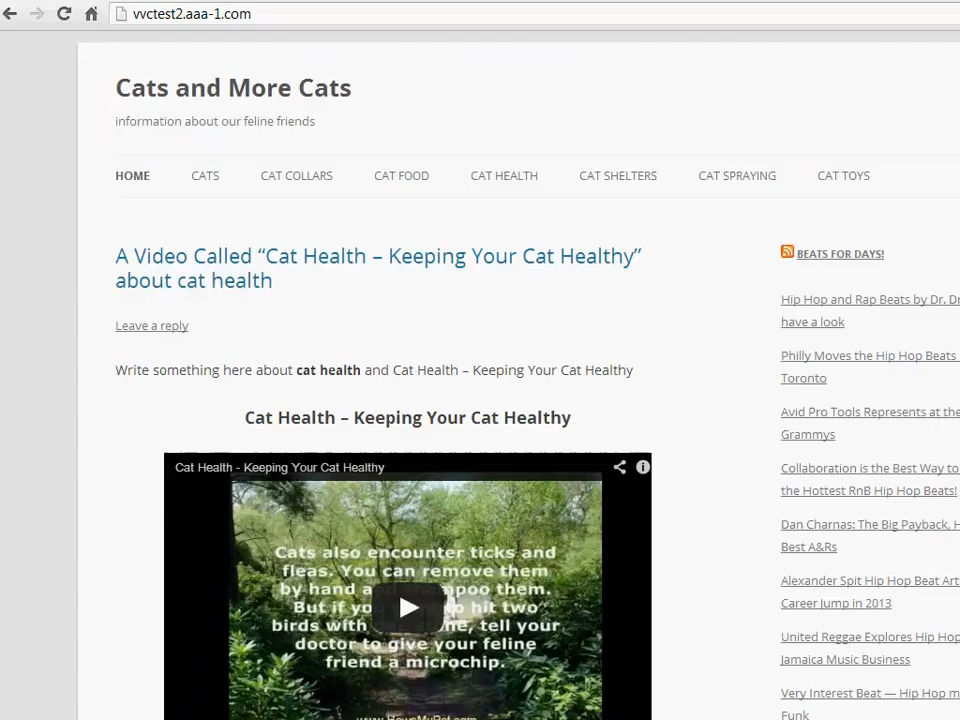 vvctest2.aaa-1.com
Cats and More Cats
information about our feline friends
HOME CATS CAT COLLARS CAT FOOD CAT HEALTH CAT SHELTERS CAT SPRAYING CAT TOYS
A Video Called “Cat Health – Keeping Your Cat Healthy”
about cat health
Leave a reply
Write something here about cat health and Cat Health – Keeping Your Cat Healthy
Cat Health – Keeping Your Cat Healthy
Cat Health - Keeping Your Cat Healthy
Cats also encounter ticks and
fleas. You can remove them
by hand them.
But if you to hit two
birds with tell your
doctor to give your feline
friend a microchip.
BEATS FOR DAYS!
Hip Hop and Rap Beats by Dr.
have a look
Philly Moves the Hip Hop Beats
Toronto
Avid Pro Tools Represents at the
Grammys
Collaboration is the Best Way to
the Hottest RnB Hip Hop Beats!
Dan Charnas: The Big Payback,
Best A&Rs
Alexander Spit Hip Hop Beat
Career Jump in 2013
United Reggae Explores Hip Hop
Jamaica Music Business
Very Interest Beat — Hip Hop
Funk